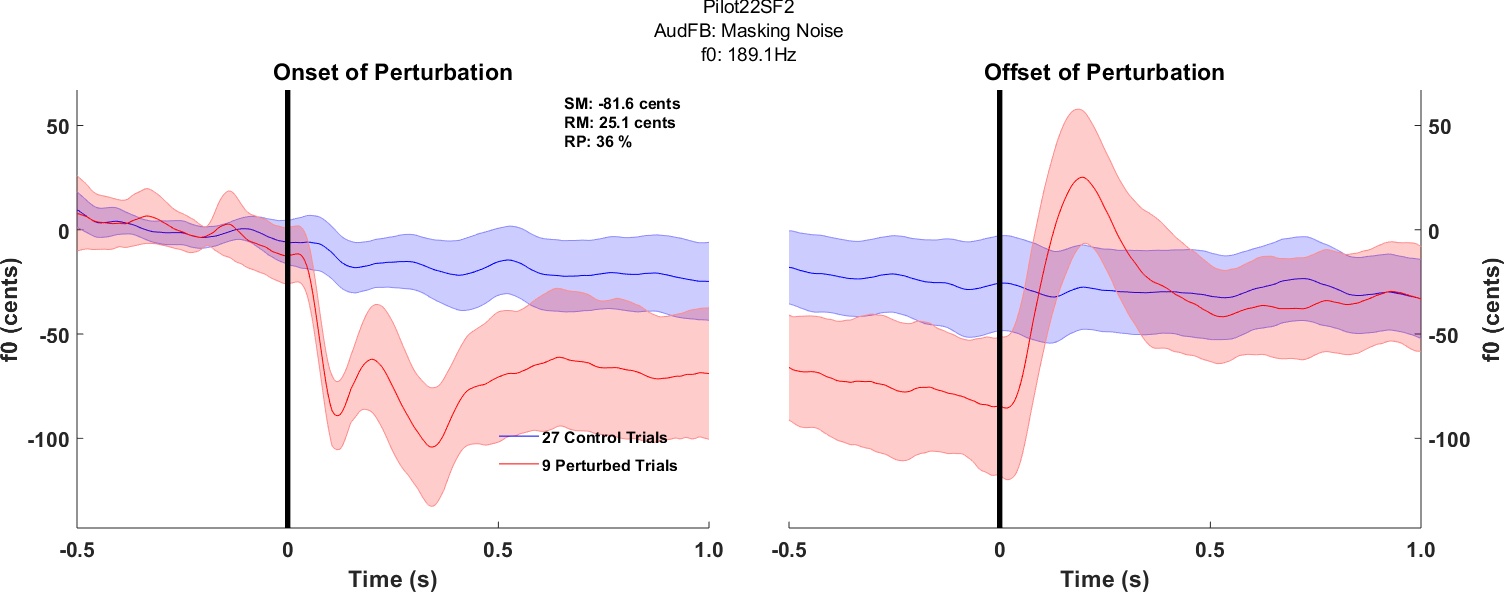 Pilot22SF2
AudFB: Masking Noise
f0: 189.1Hz
Onset of Perturbation
SM: -81.6 cents
RM: 25.1 cents
RP: 36 %
50
0
-50
-100
f0 (cents)
27 Control Trials
9 Perturbed Trials
-0.5
0
0.5
1.0
Time (s)
Offset of Perturbation
50
0
-50
-100
f0 (cents)
-0.5
0
0.5
1.0
Time (s)